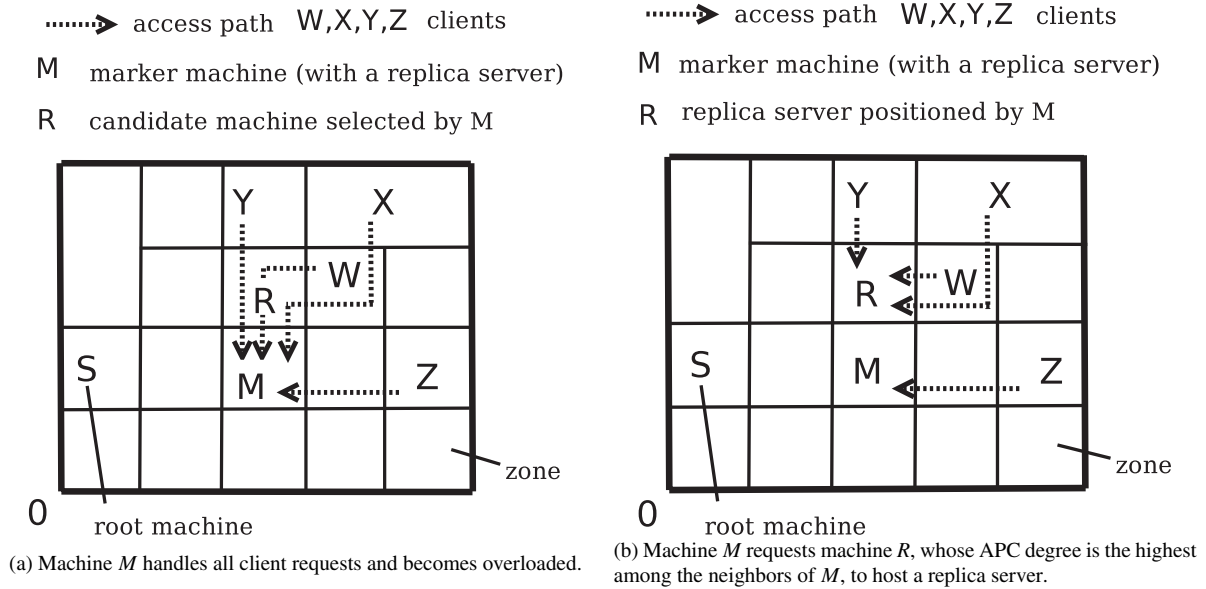 access path W,X,Y,Z clients
M marker machine (with a replica server)
R candidate machine selected by M
Y X
W
R
S
M Z
zone
0
root machine
(a) Machine M handles all client requests and becomes overloaded.
access path W,X,Y,Z clients
M marker machine (with a replica server)
R replica server positioned by M
Y X
W
R
S M Z
zone
0
root machine
(b) Machine M requests machine R, whose APC degree is the highest
among the neighbors of M, to host a replica server.